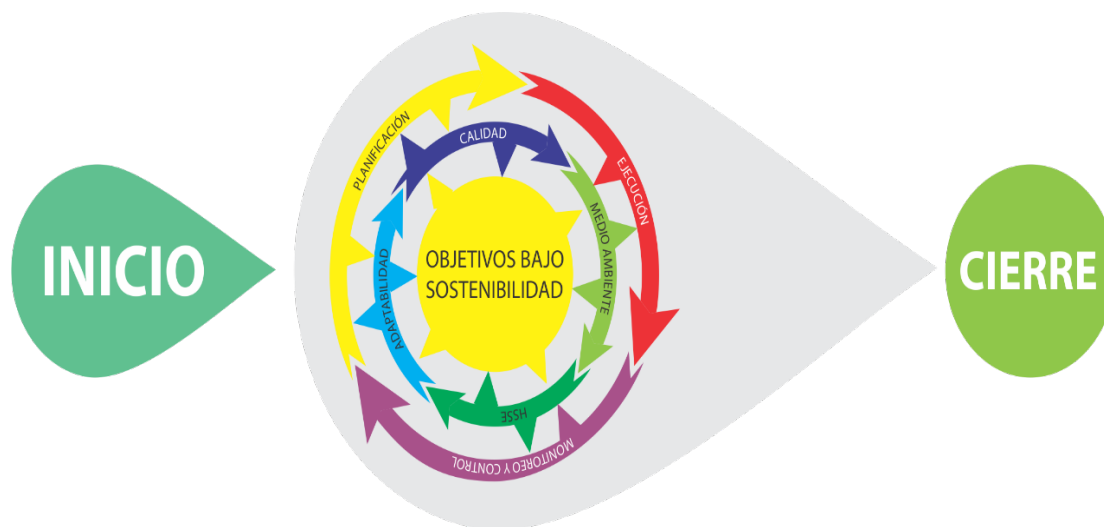 INICIO
PLANIFICACIÓN
EJECUCIÓN
MONITOREO Y CONTROL
CALIDAD
MEDIO AMBIENTE
HSSE
ADAPTABILIDAD
OBJETIVOS BAJO
SOSTENIBILIDAD
CIERRE